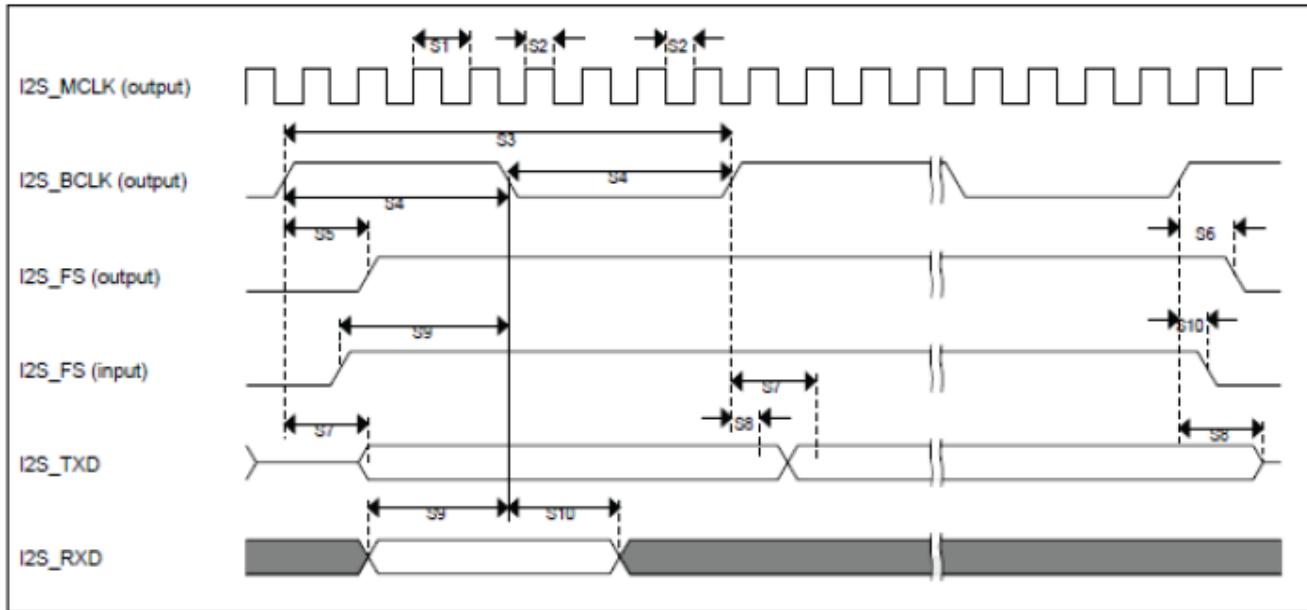 S1 S2 S2
I2S_MCLK (output)
S3
I2S_BCLK (output)
S4
S4
S5 S6
I2S_FS (output)
S9 S10
I2S_FS (input)
S7
S7 S8 S8
I2S_TXD
S9 S10
I2S_RXD